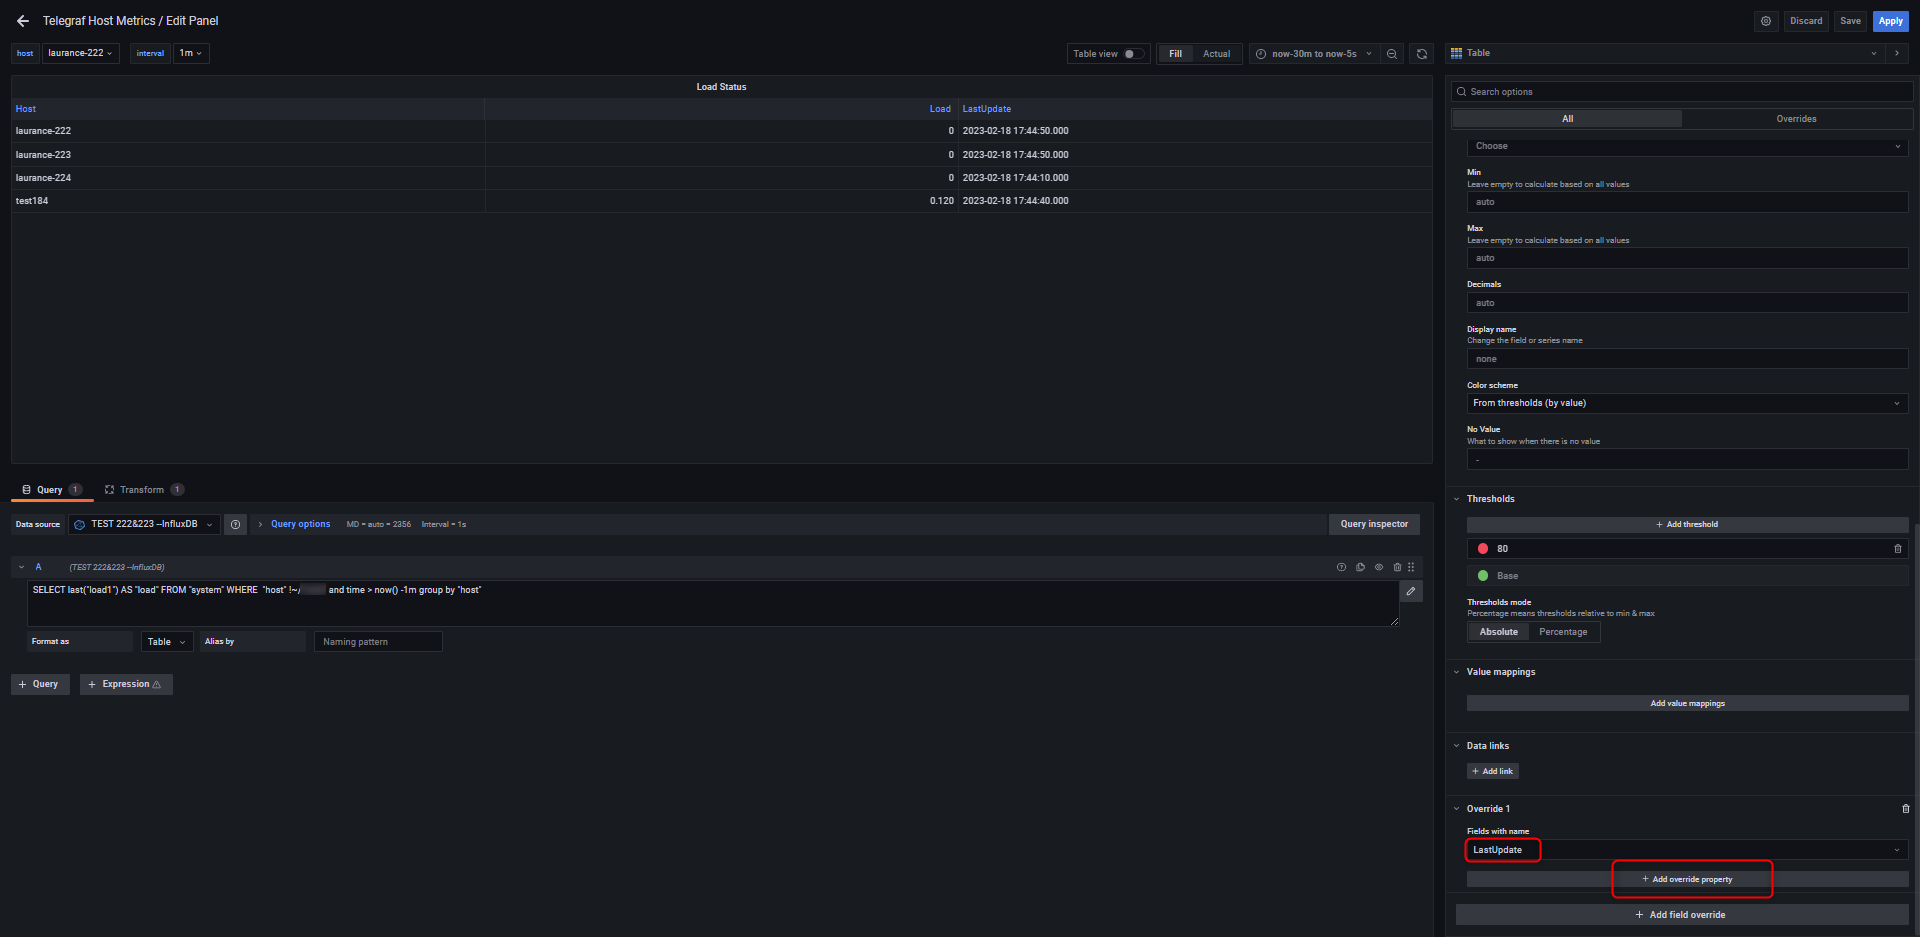 Telegraf Host Metrics / Edit Panel
Discard
Save
Apply
host
laurance-222
interval
1m
Table view
Fill
Actual
now-30m to now-5s
Table
Load Status
Host
Load
LastUpdate
laurance-222
0
2023-02-18 17:44:50.000
laurance-223
0
2023-02-18 17:44:50.000
laurance-224
0
2023-02-18 17:44:10.000
test184
0.120
2023-02-18 17:44:40.000
Query
1
Transform
1
Data source
TEST 222&223 --InfluxDB
Query options
MD = auto = 2356
Interval = 1s
Query inspector
A
(TEST 222&223 --InfluxDB)
SELECT last("load1") AS "load" FROM "system" WHERE "host" !~/ and time > now() -1m group by "host"
Format as
Table
Alias by
Naming pattern
+ Query
+ Expression
Search options
All
Overrides
Choose
Min
Leave empty to calculate based on all values
auto
Max
Leave empty to calculate based on all values
auto
Decimals
auto
Display name
Change the field or series name
none
Color scheme
From thresholds (by value)
No Value
What to show when there is no value
-
Thresholds
+ Add threshold
80
Base
Thresholds mode
Percentage means thresholds relative to min & max
Absolute
Percentage
Value mappings
Add value mappings
Data links
+ Add link
Override 1
Fields with name
LastUpdate
+ Add override property
+ Add field override